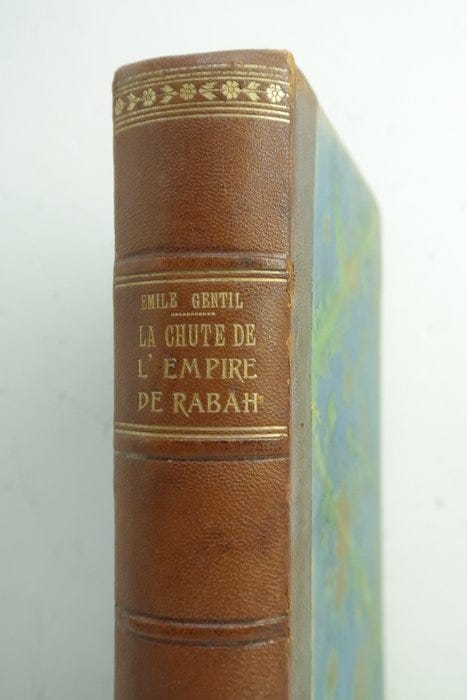 EMILE GENTIL
LA CHUTE DE
L'EMPIRE
DE RABAH